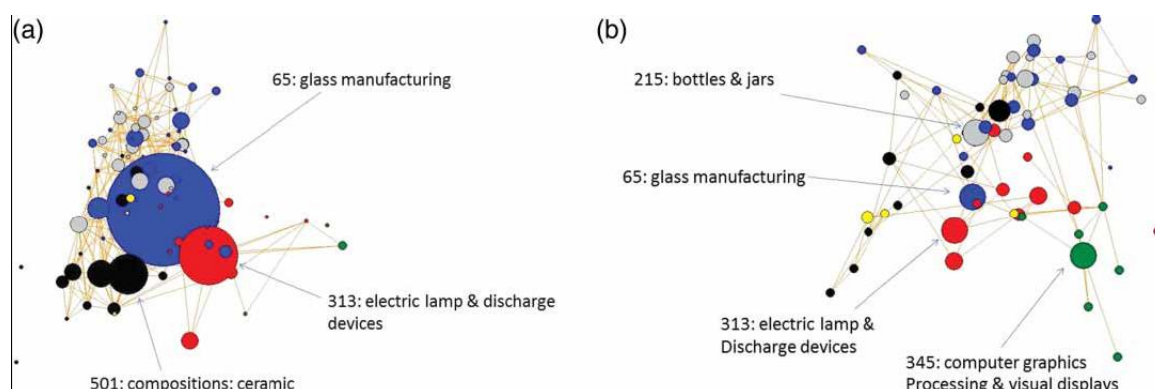 (a)
65: glass manufacturing
313: electric lamp & discharge
devices
501: compositions: ceramic
(b)
215: bottles & jars
65: glass manufacturing
313: electric lamp &
Discharge devices
345: computer graphics
Processing & visual displays